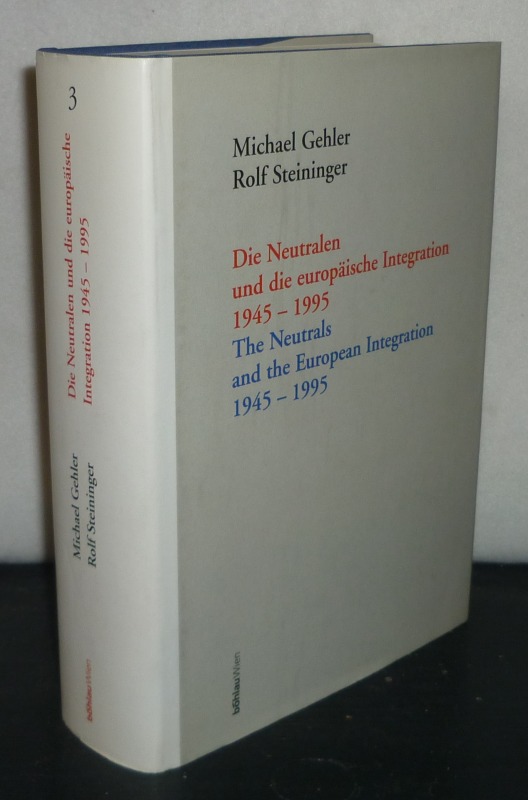 3
Die Neutralen und die europäische
Integration 1945 – 1995
Michael Gehler
Rolf Steininger
böhlauWien
Michael Gehler
Rolf Steininger
Die Neutralen
und die europäische Integration
1945 – 1995
The Neutrals
and the European Integration
1945 – 1995
böhlauWien